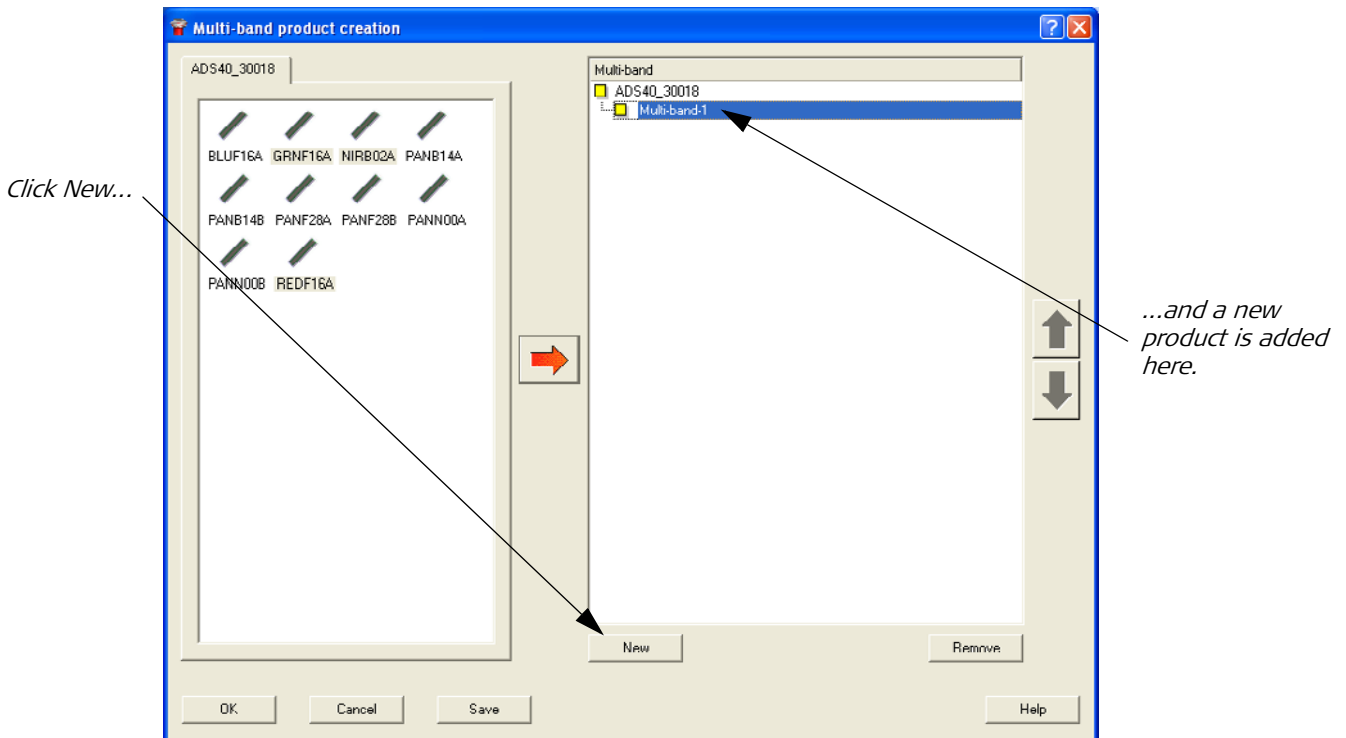 Multi-band product creation
ADS40_30018
BLUF16A GRNF16A NIRB02A PANB14A
PANB14B PANF28A PANF28B PANN00A
PANN00B REDF16A
Multi-band
ADS40_30018
Multi-band-1
Click New...
...and a new
product is added
here.
New
Remove
OK
Cancel
Save
Help